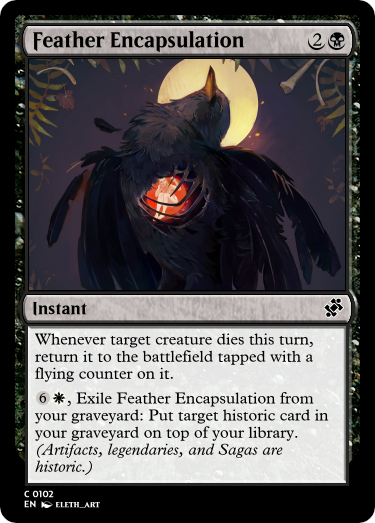 Feather Encapsulation 2
Instant
Whenever target creature dies this turn,
return it to the battlefield tapped with a
flying counter on it.
6 , Exile Feather Encapsulation from
your graveyard: Put target historic card in
your graveyard on top of your library.
(Artifacts, legendaries, and Sagas are
historic.)
C 0102
EN ELETH_ART